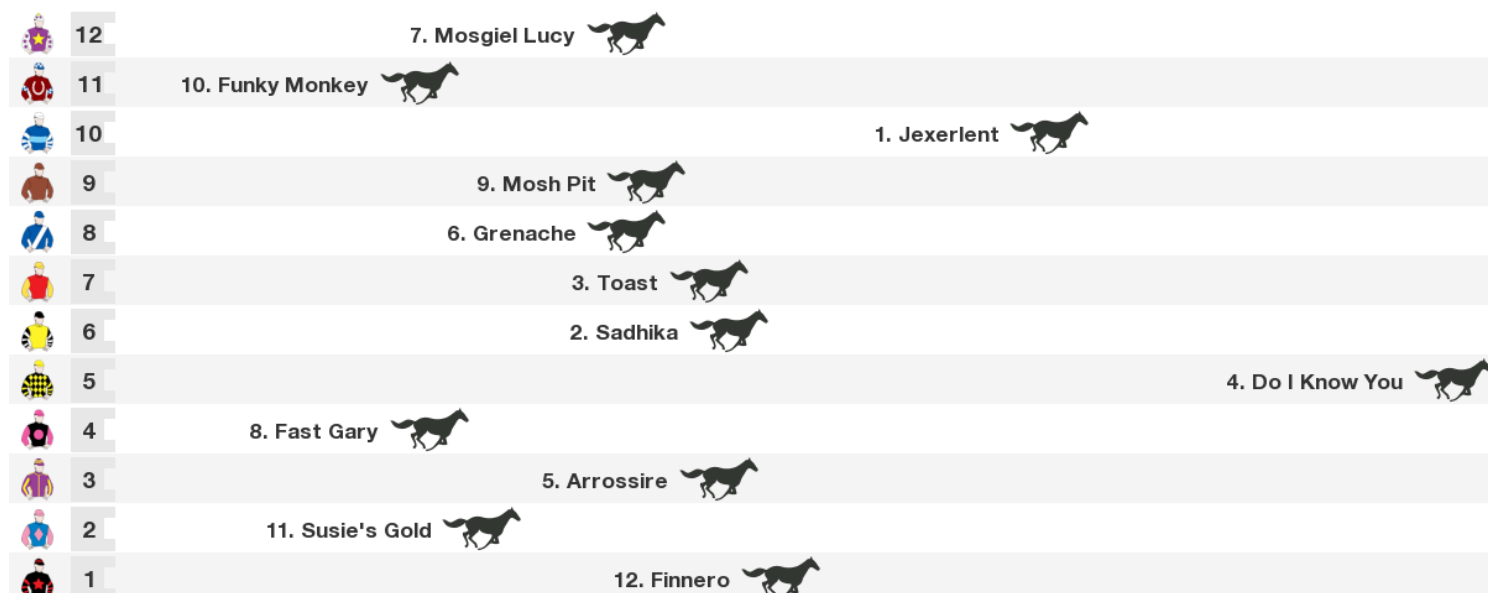 12 7. Mosgiel Lucy
11 10. Funky Monkey
10 1. Jexerlent
9 9. Mosh Pit
8 6. Grenache
7 3. Toast
6 2. Sadhika
5 4. Do I Know You
4 8. Fast Gary
3 5. Arrossire
2 11. Susie's Gold
1 12. Finnero